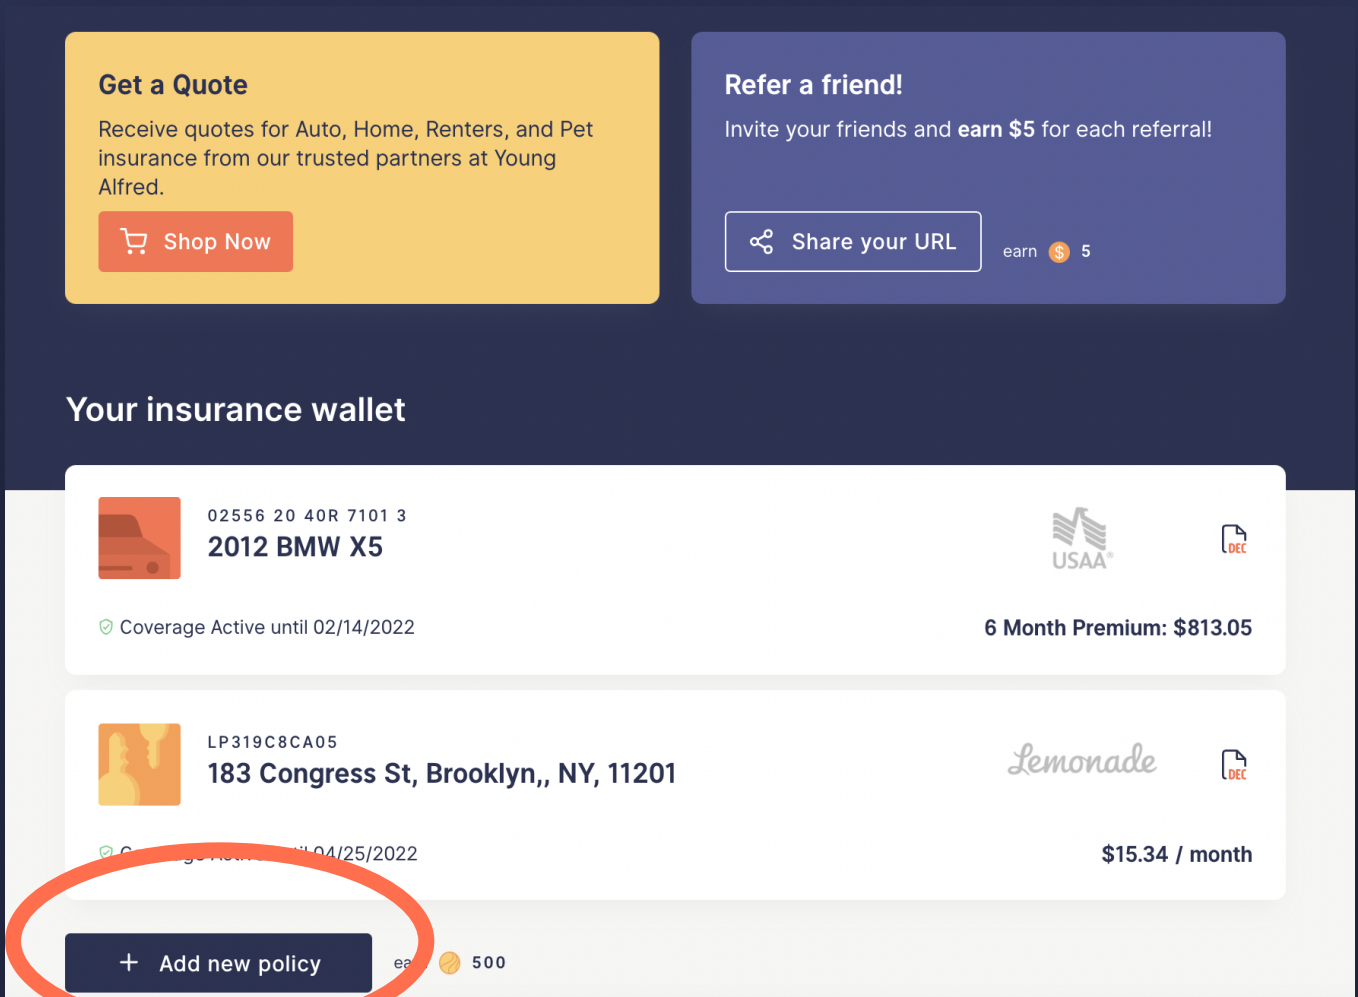 Get a Quote
Receive quotes for Auto, Home, Renters, and Pet
insurance from our trusted partners at Young
Alfred.
Shop Now
Refer a friend!
Invite your friends and earn $5 for each referral!
Share your URL
earn $ 5
Your insurance wallet
02556 20 40R 7101 3
2012 BMW X5
USAA®
DEC
Coverage Active until 02/14/2022
6 Month Premium: $813.05
LP319C8CA05
183 Congress St, Brooklyn,, NY, 11201
Lemonade
DEC
04/25/2022
$15.34 / month
+ Add new policy
500